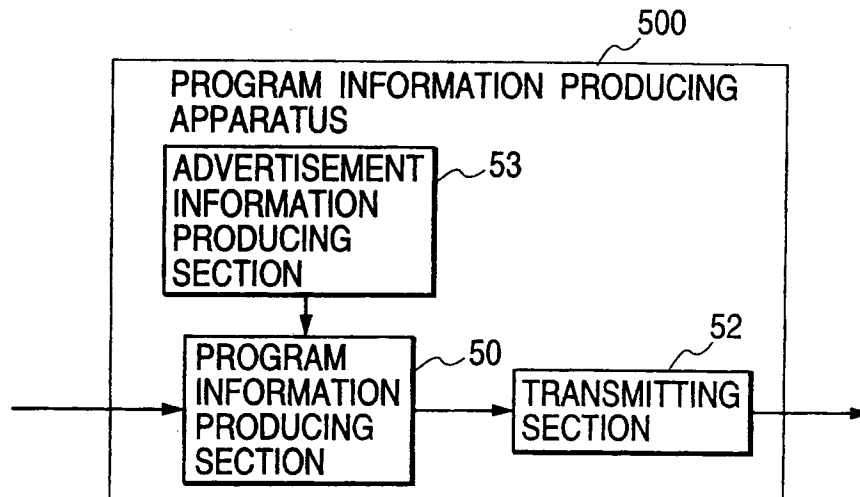 500
PROGRAM INFORMATION PRODUCING
APPARATUS
ADVERTISEMENT
INFORMATION
PRODUCING
SECTION
53
PROGRAM
INFORMATION
PRODUCING
SECTION
50
TRANSMITTING
SECTION
52